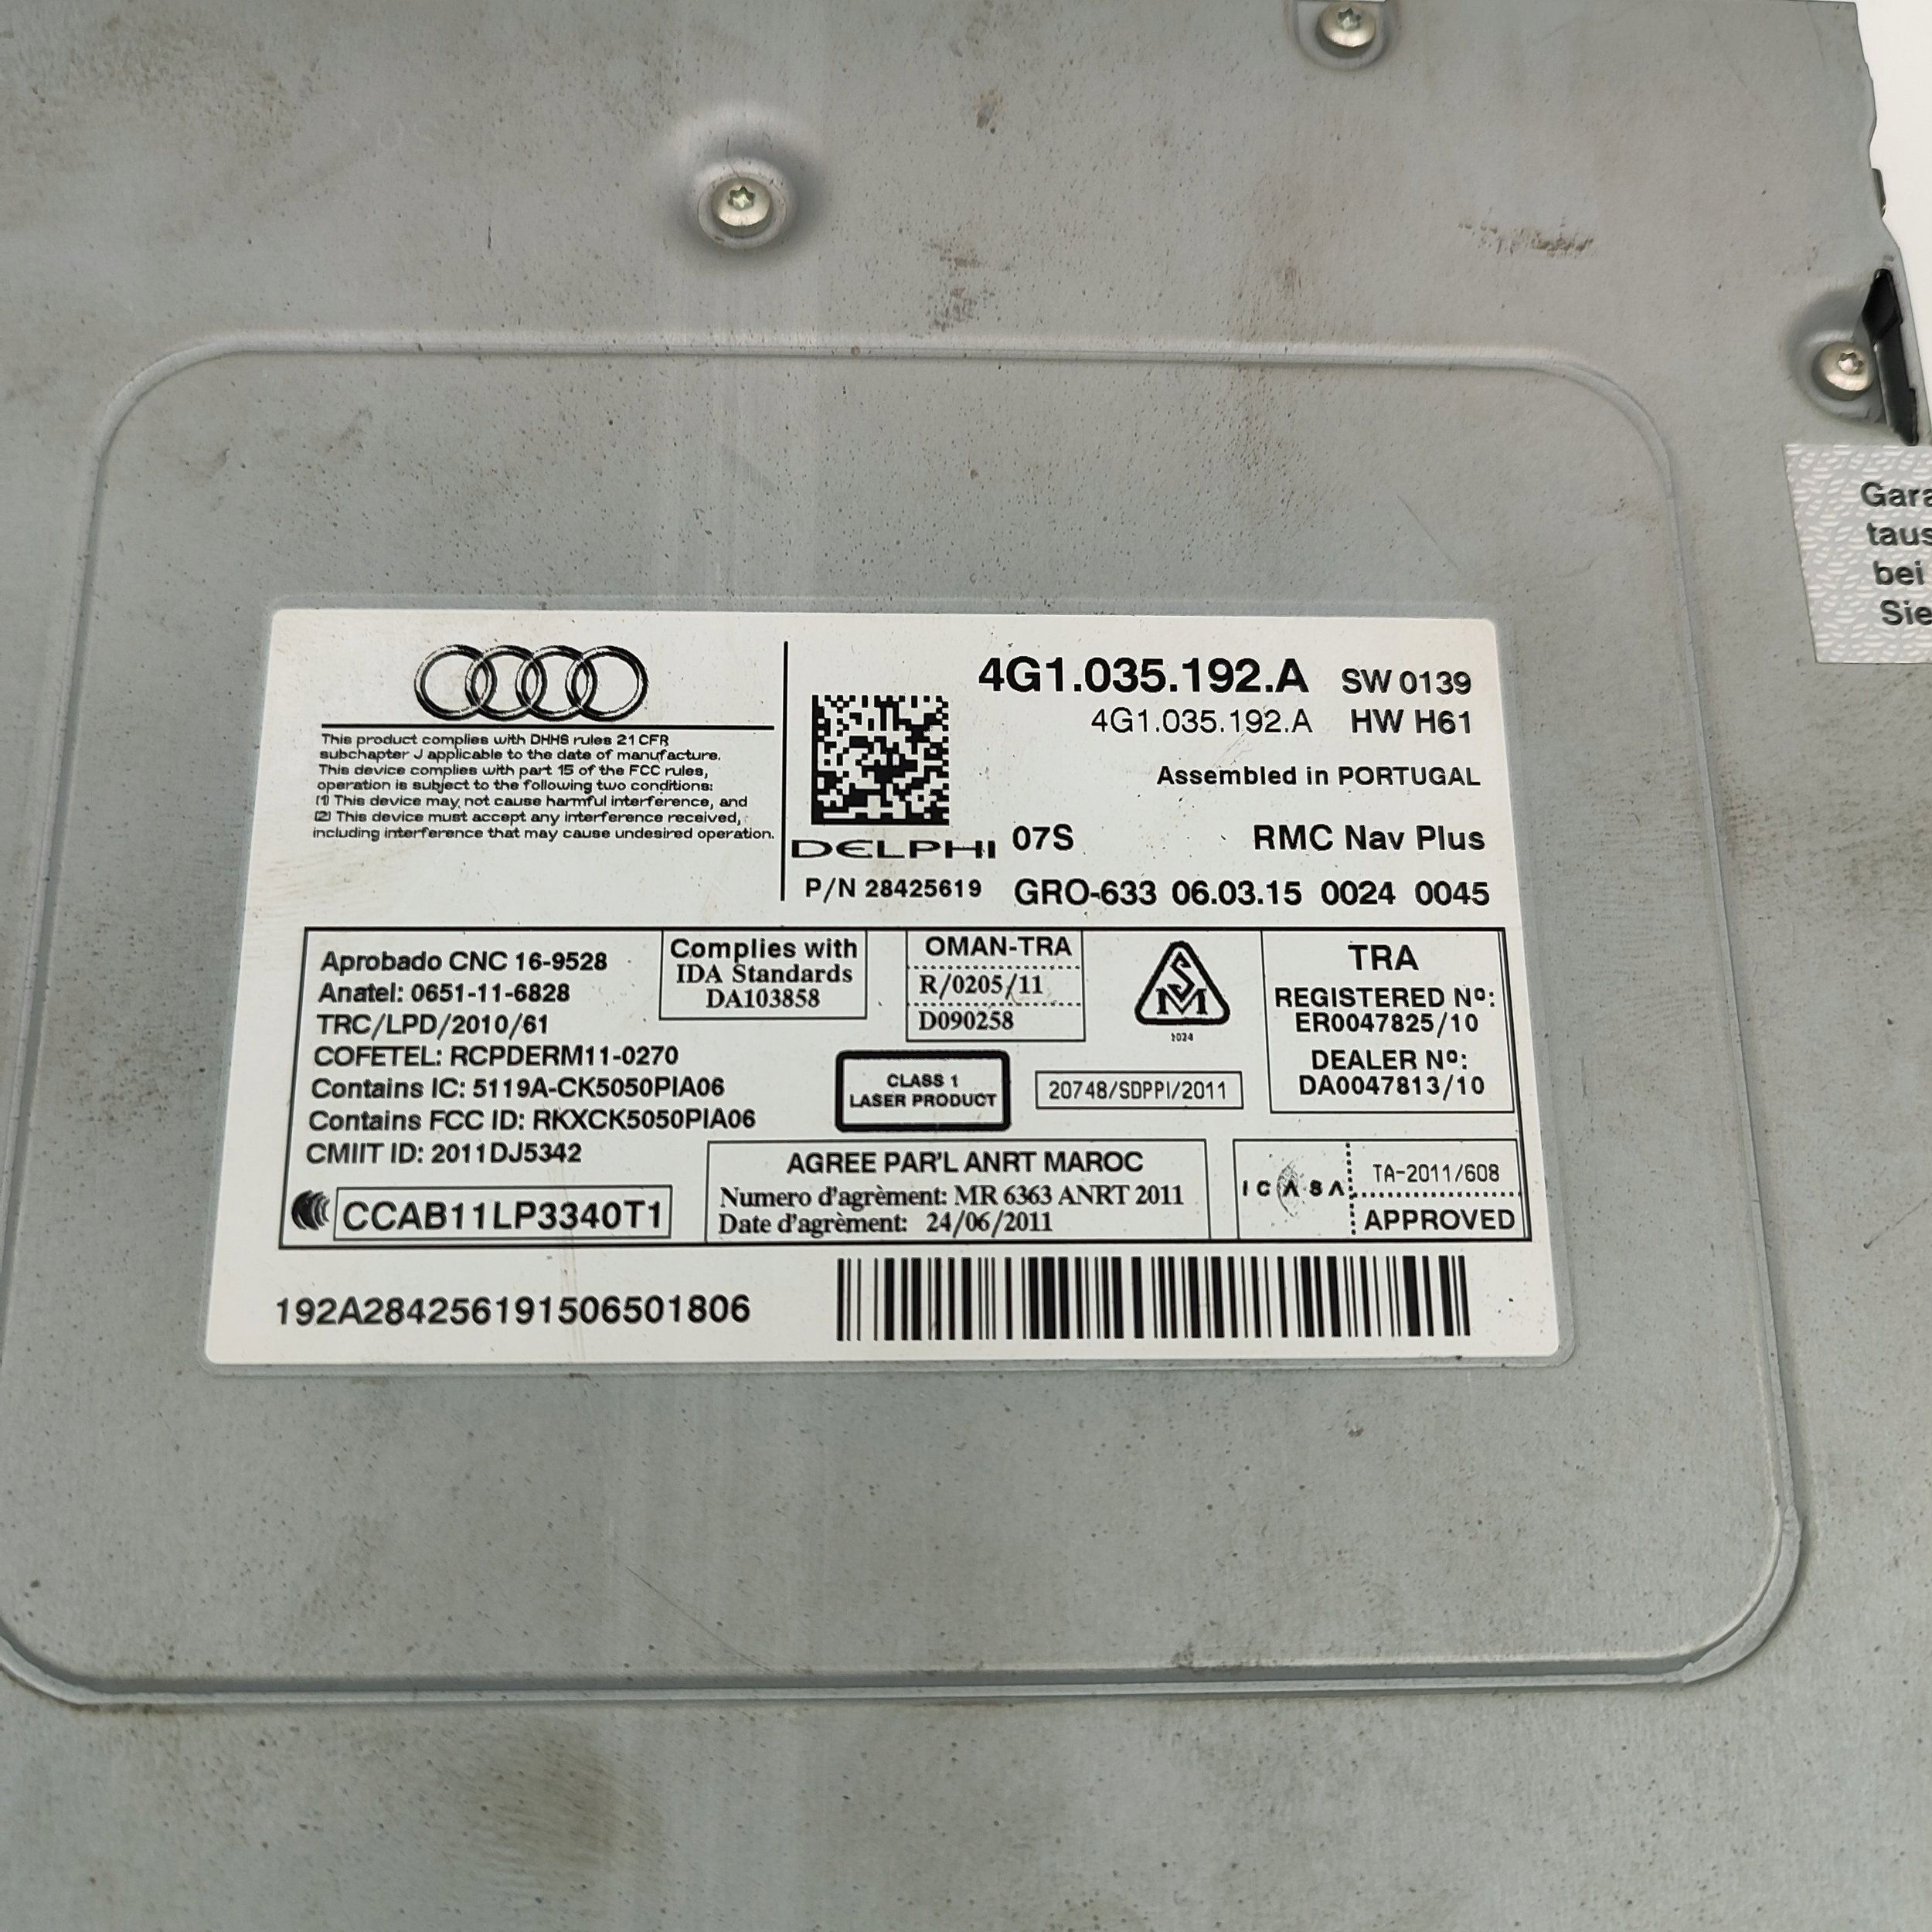 Gara
taus
bei
Sie
This product complies with DHHS rules 21 CFR
subchapter J applicable to the date of manufacture.
This device complies with part 15 of the FCC rules,
operation is subject to the following two conditions:
(1) This device may not cause harmful interference, and
(2) This device must accept any interference received,
including interference that may cause undesired operation.
4G1.035.192.A SW 0139
4G1.035.192.A HW H61
Assembled in PORTUGAL
DELPHI 07S RMC Nav Plus
P/N 28425619 GRO-633 06.03.15 0024 0045
Aprobado CNC 16-9528
Anatel: 0651-11-6828
TRC/LPD/2010/61
COFETEL: RCPDERM11-0270
Contains IC: 5119A-CK5050PIA06
Contains FCC ID: RKXCK5050PIA06
CMIIT ID: 2011DJ5342
CCAB11LP3340T1
Complies with
IDA Standards
DA103858
OMAN-TRA
R/0205/11
D090258
SM
1024
TRA
REGISTERED Nº:
ER0047825/10
DEALER Nº:
DA0047813/10
CLASS 1
LASER PRODUCT
20748/SDPPI/2011
AGREE PAR'L ANRT MAROC
Numero d'agrèment: MR 6363 ANRT 2011
Date d'agrèment: 24/06/2011
ICASA
TA-2011/608
APPROVED
192A284256191506501806